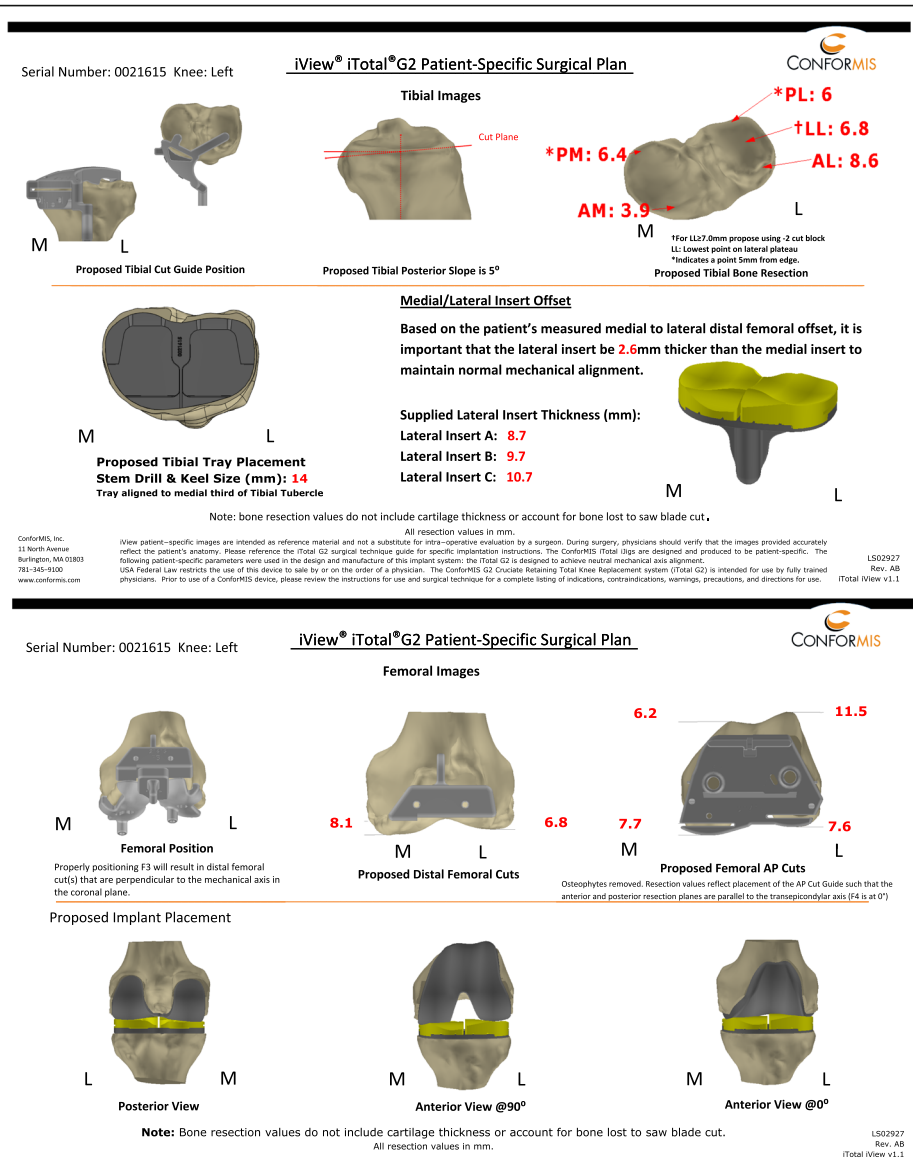 CONFORMIS
iView® iTotal®G2 Patient-Specific Surgical Plan
Serial Number: 0021615 Knee: Left
Tibial Images
Cut Plane
*PL: 6
†LL: 6.8
*PM: 6.4
AL: 8.6
AM: 3.9
M L
M L
†For LL≥7.0mm propose using -2 cut block
LL: Lowest point on lateral plateau
*Indicates a point 5mm from edge.
Proposed Tibial Cut Guide Position
Proposed Tibial Posterior Slope is 5⁰
Proposed Tibial Bone Resection
Medial/Lateral Insert Offset
Based on the patient's measured medial to lateral distal femoral offset, it is
important that the lateral insert be 2.6mm thicker than the medial insert to
maintain normal mechanical alignment.
Supplied Lateral Insert Thickness (mm):
Lateral Insert A: 8.7
Lateral Insert B: 9.7
Lateral Insert C: 10.7
M L
Proposed Tibial Tray Placement
Stem Drill & Keel Size (mm): 14
Tray aligned to medial third of Tibial Tubercle
M L
Note: bone resection values do not include cartilage thickness or account for bone lost to saw blade cut.
All resection values in mm.
ConforMIS, Inc.
11 North Avenue
Burlington, MA 01803
781-345-9100
www.conformis.com
iView patient-specific images are intended as reference material and not a substitute for intra-operative evaluation by a surgeon. During surgery, physicians should verify that the images provided accurately
reflect the patient's anatomy. Please reference the iTotal G2 surgical technique guide for specific implantation instructions. The ConforMIS iTotal iJigs are designed and produced to be patient-specific. The
following patient-specific parameters were used in the design and manufacture of this implant system: the iTotal G2 is designed to achieve neutral mechanical axis alignment.
USA Federal Law restricts the use of this device to sale by or on the order of a physician. The ConforMIS G2 Cruciate Retaining Total Knee Replacement system (iTotal G2) is intended for use by fully trained
physicians. Prior to use of a ConforMIS device, please review the instructions for use and surgical technique for a complete listing of indications, contraindications, warnings, precautions, and directions for use.
LS02927
Rev. AB
iTotal iView v1.1
CONFORMIS
iView® iTotal®G2 Patient-Specific Surgical Plan
Serial Number: 0021615 Knee: Left
Femoral Images
6.2 11.5
8.1 6.8
7.7 7.6
M L
M L
M L
Femoral Position
Properly positioning F3 will result in distal femoral
cut(s) that are perpendicular to the mechanical axis in
the coronal plane.
Proposed Distal Femoral Cuts
Proposed Femoral AP Cuts
Osteophytes removed. Resection values reflect placement of the AP Cut Guide such that the
anterior and posterior resection planes are parallel to the transepicondylar axis (F4 is at 0°)
Proposed Implant Placement
L M
M L
M L
Posterior View
Anterior View @90⁰
Anterior View @0⁰
Note: Bone resection values do not include cartilage thickness or account for bone lost to saw blade cut.
All resection values in mm.
LS02927
Rev. AB
iTotal iView v1.1